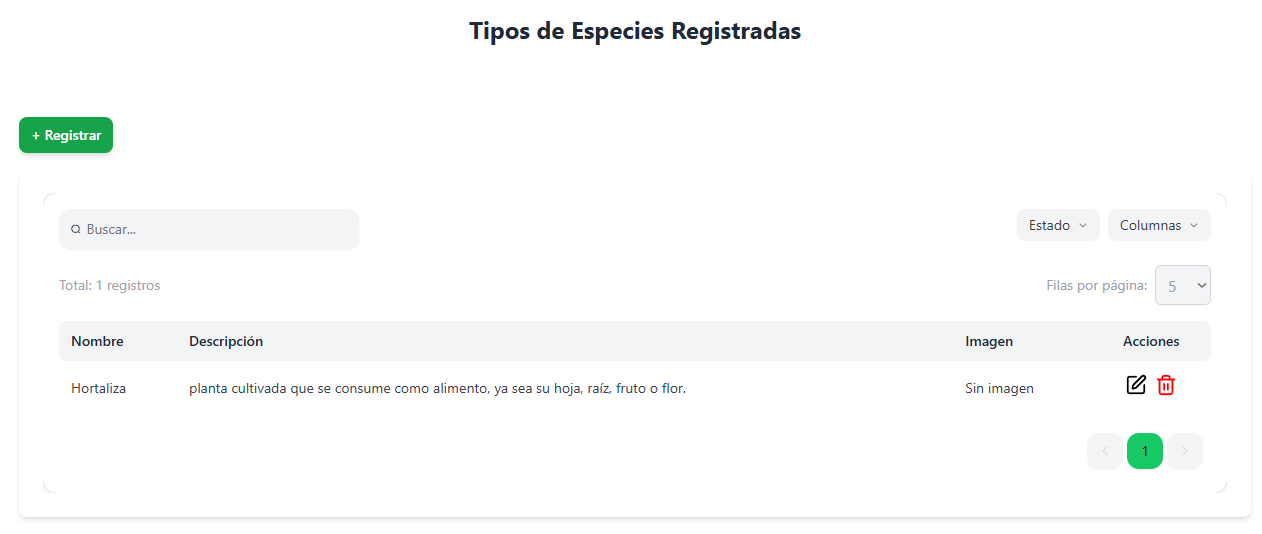 Tipos de Especies Registradas
+ Registrar
Buscar...
Estado
Columnas
Total: 1 registros
Filas por página:
5
Nombre Descripción Imagen Acciones
Hortaliza planta cultivada que se consume como alimento, ya sea su hoja, raíz, fruto o flor. Sin imagen
1